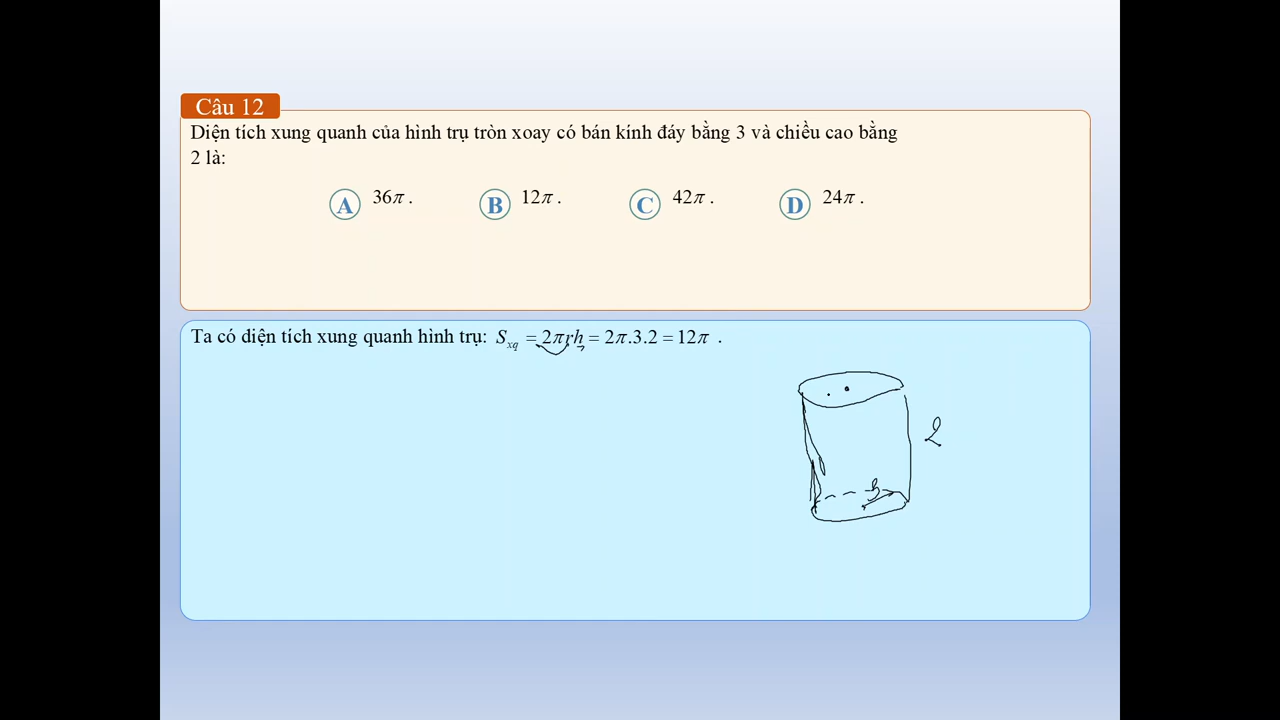 Câu 12
Diện tích xung quanh của hình trụ tròn xoay có bán kính đáy bằng 3 và chiều cao bằng
2 là:
A 36π . B 12π . C 42π . D 24π .
Ta có diện tích xung quanh hình trụ: S_xq = 2πrh = 2π.3.2 = 12π .
2
3